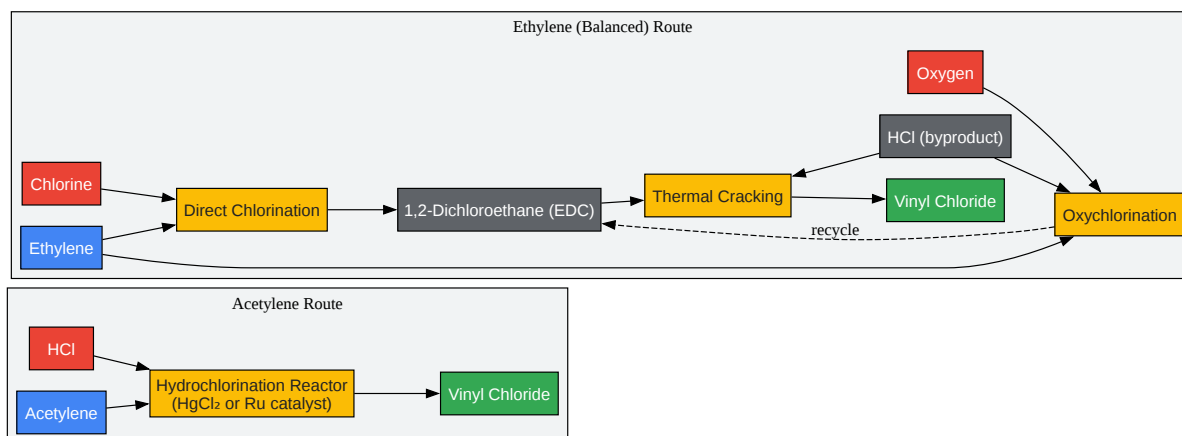 Ethylene (Balanced) Route
Oxygen
HCl (byproduct)
Chlorine
Thermal Cracking
Vinyl Chloride
Direct Chlorination
1,2-Dichloroethane (EDC)
Oxychlorination
recycle
Ethylene
Acetylene Route
HCl
Hydrochlorination Reactor
(HgCl₂ or Ru catalyst)
Vinyl Chloride
Acetylene